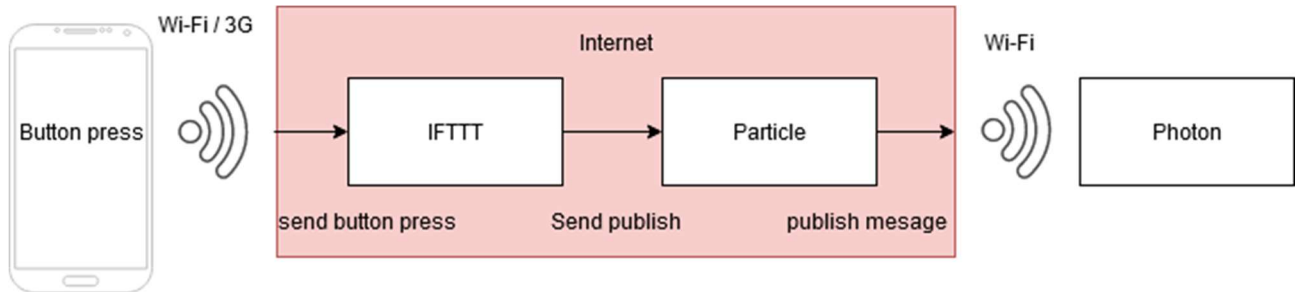 Wi-Fi / 3G
Internet
Wi-Fi
Button press
IFTTT
Particle
Photon
send button press
Send publish
publish mesage